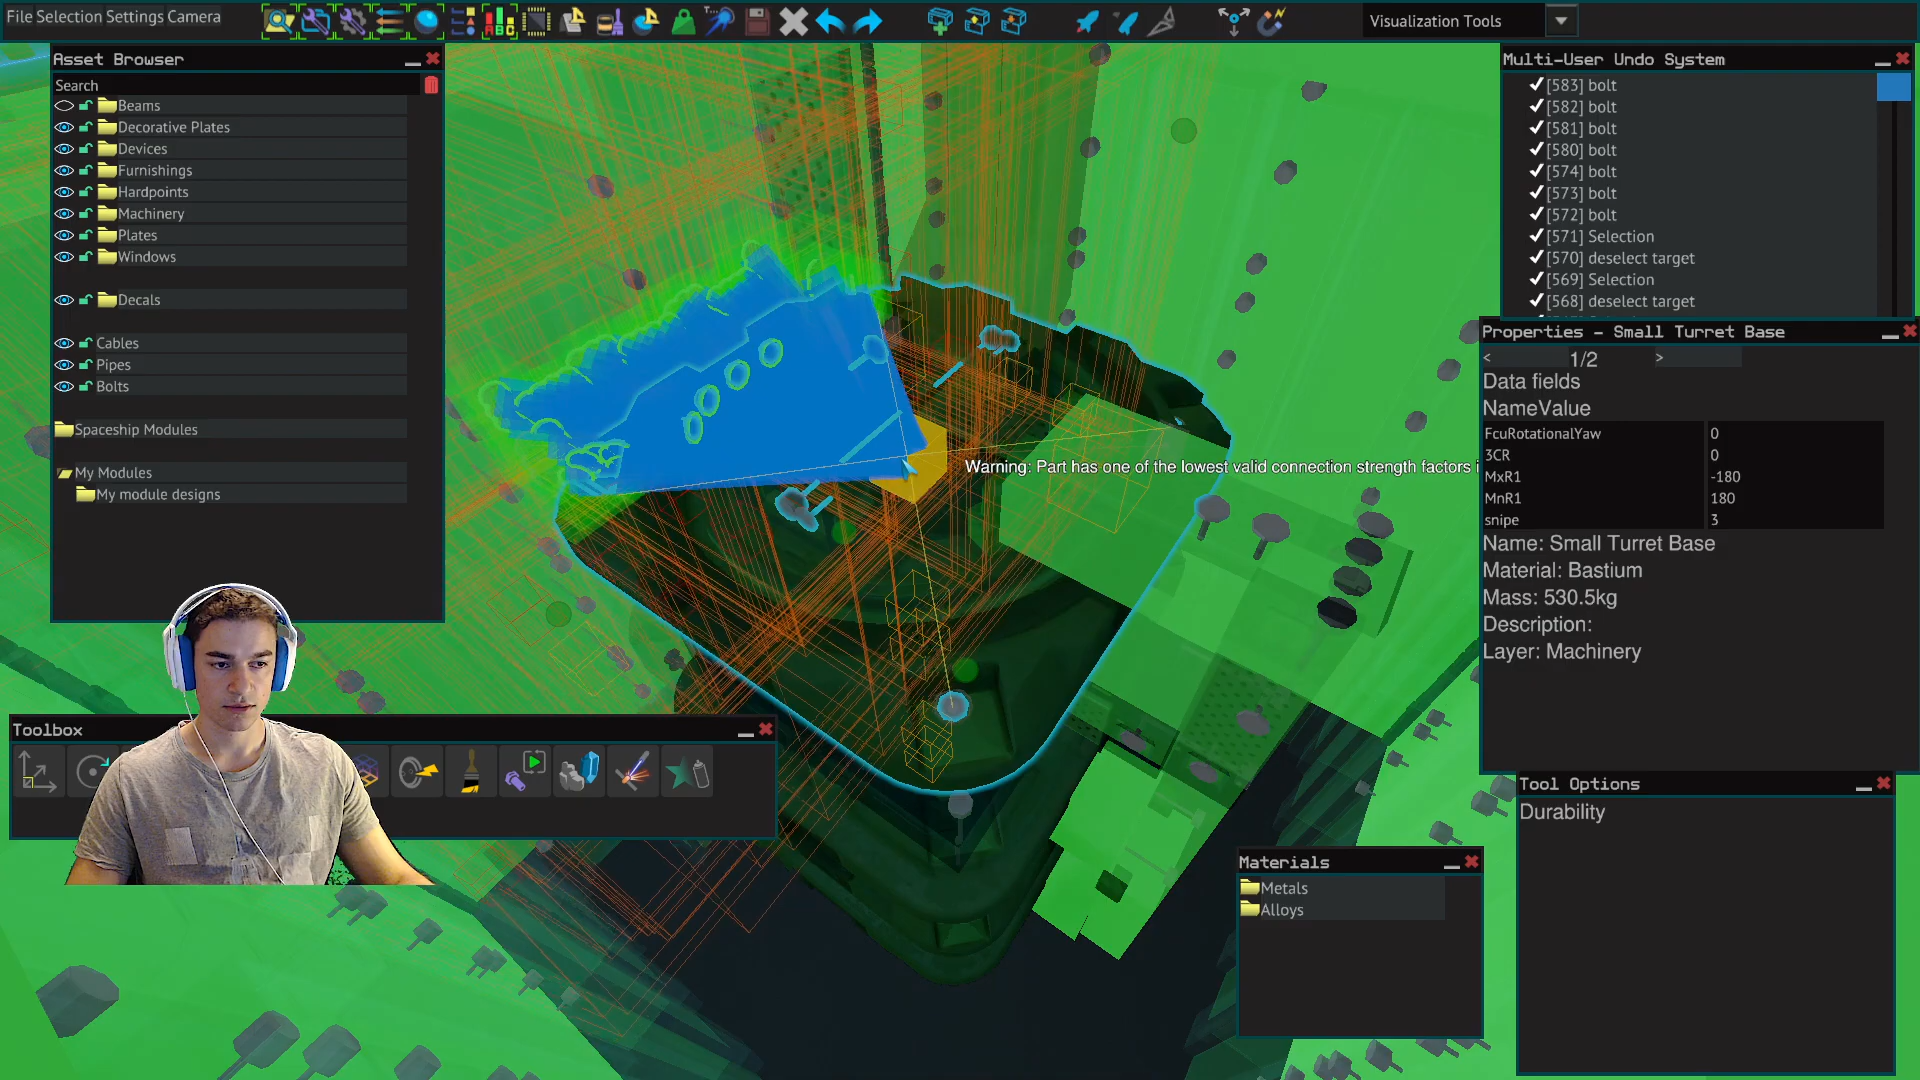 File Selection Settings Camera
Visualization Tools
Asset Browser
Search
Beams
Decorative Plates
Devices
Furnishings
Hardpoints
Machinery
Plates
Windows
Decals
Cables
Pipes
Bolts
Spaceship Modules
My Modules
My module designs
Multi-User Undo System
[583] bolt
[582] bolt
[581] bolt
[580] bolt
[574] bolt
[573] bolt
[572] bolt
[571] Selection
[570] deselect target
[569] Selection
[568] deselect target
Warning: Part has one of the lowest valid connection strength factors i
Properties - Small Turret Base
< 1/2 >
Data fields
NameValue
FcuRotationalYaw 0
3CR 0
MxR1 -180
MnR1 180
snipe 3
Name: Small Turret Base
Material: Bastium
Mass: 530.5kg
Description:
Layer: Machinery
Toolbox
Tool Options
Durability
Materials
Metals
Alloys